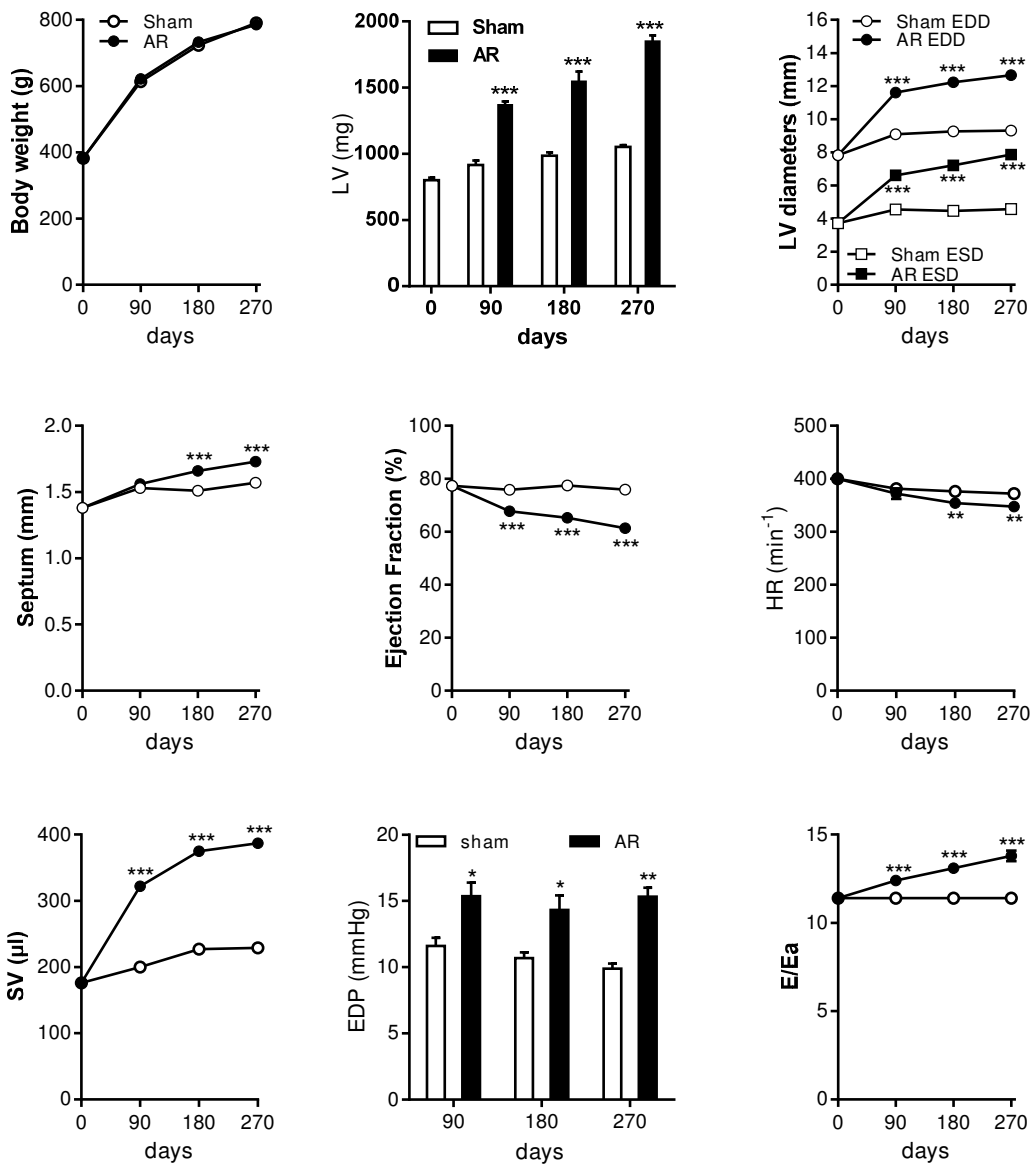 Body weight (g)
800
600
400
200
0
Sham
AR
0 90 180 270
days
LV (mg)
2000
1500
1000
500
0
Sham
AR
***
***
***
0 90 180 270
days
LV diameters (mm)
16
14
12
10
8
6
4
2
0
Sham EDD
AR EDD
***
***
***
***
***
***
Sham ESD
AR ESD
0 90 180 270
days
Septum (mm)
2.0
1.5
1.0
0.5
0.0
***
***
0 90 180 270
days
Ejection Fraction (%)
100
80
60
40
20
0
***
***
***
0 90 180 270
days
HR (min-1)
500
400
300
200
100
0
**
**
0 90 180 270
days
SV (µl)
400
300
200
100
0
***
***
***
0 90 180 270
days
EDP (mmHg)
20
15
10
5
0
sham
AR
*
*
**
90 180 270
days
E/Ea
15
10
5
0
***
***
***
0 90 180 270
days